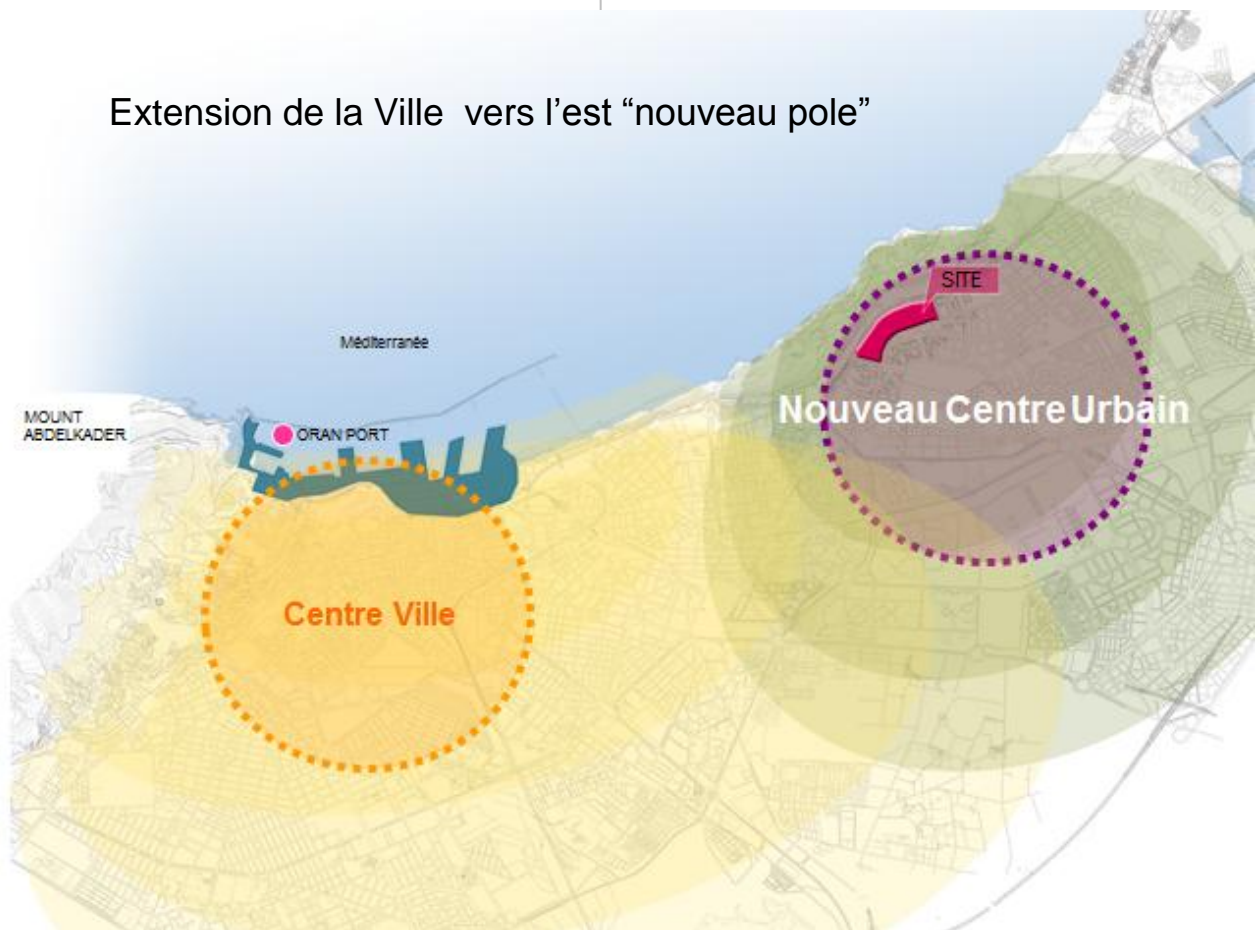 Extension de la Ville vers l'est “nouveau pole”
SITE
Méditerranée
Nouveau Centre Urbain
MOUNT
ABDELKADER
ORAN PORT
Centre Ville